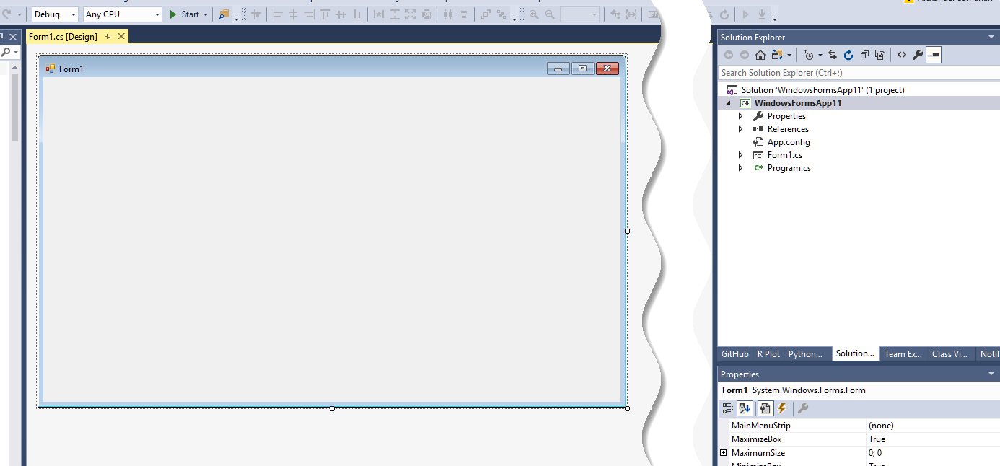 Debug Any CPU Start
Form1.cs [Design]
Form1
Solution Explorer
Search Solution Explorer (Ctrl+;)
Solution 'WindowsFormsApp11' (1 project)
C# WindowsFormsApp11
Properties
References
App.config
Form1.cs
C# Program.cs
GitHub R Plot Python... Solution... Team Ex... Class Vi... Notif
Properties
Form1 System.Windows.Forms.Form
MainMenuStrip (none)
MaximizeBox True
MaximumSize 0; 0
MinimizeBox True